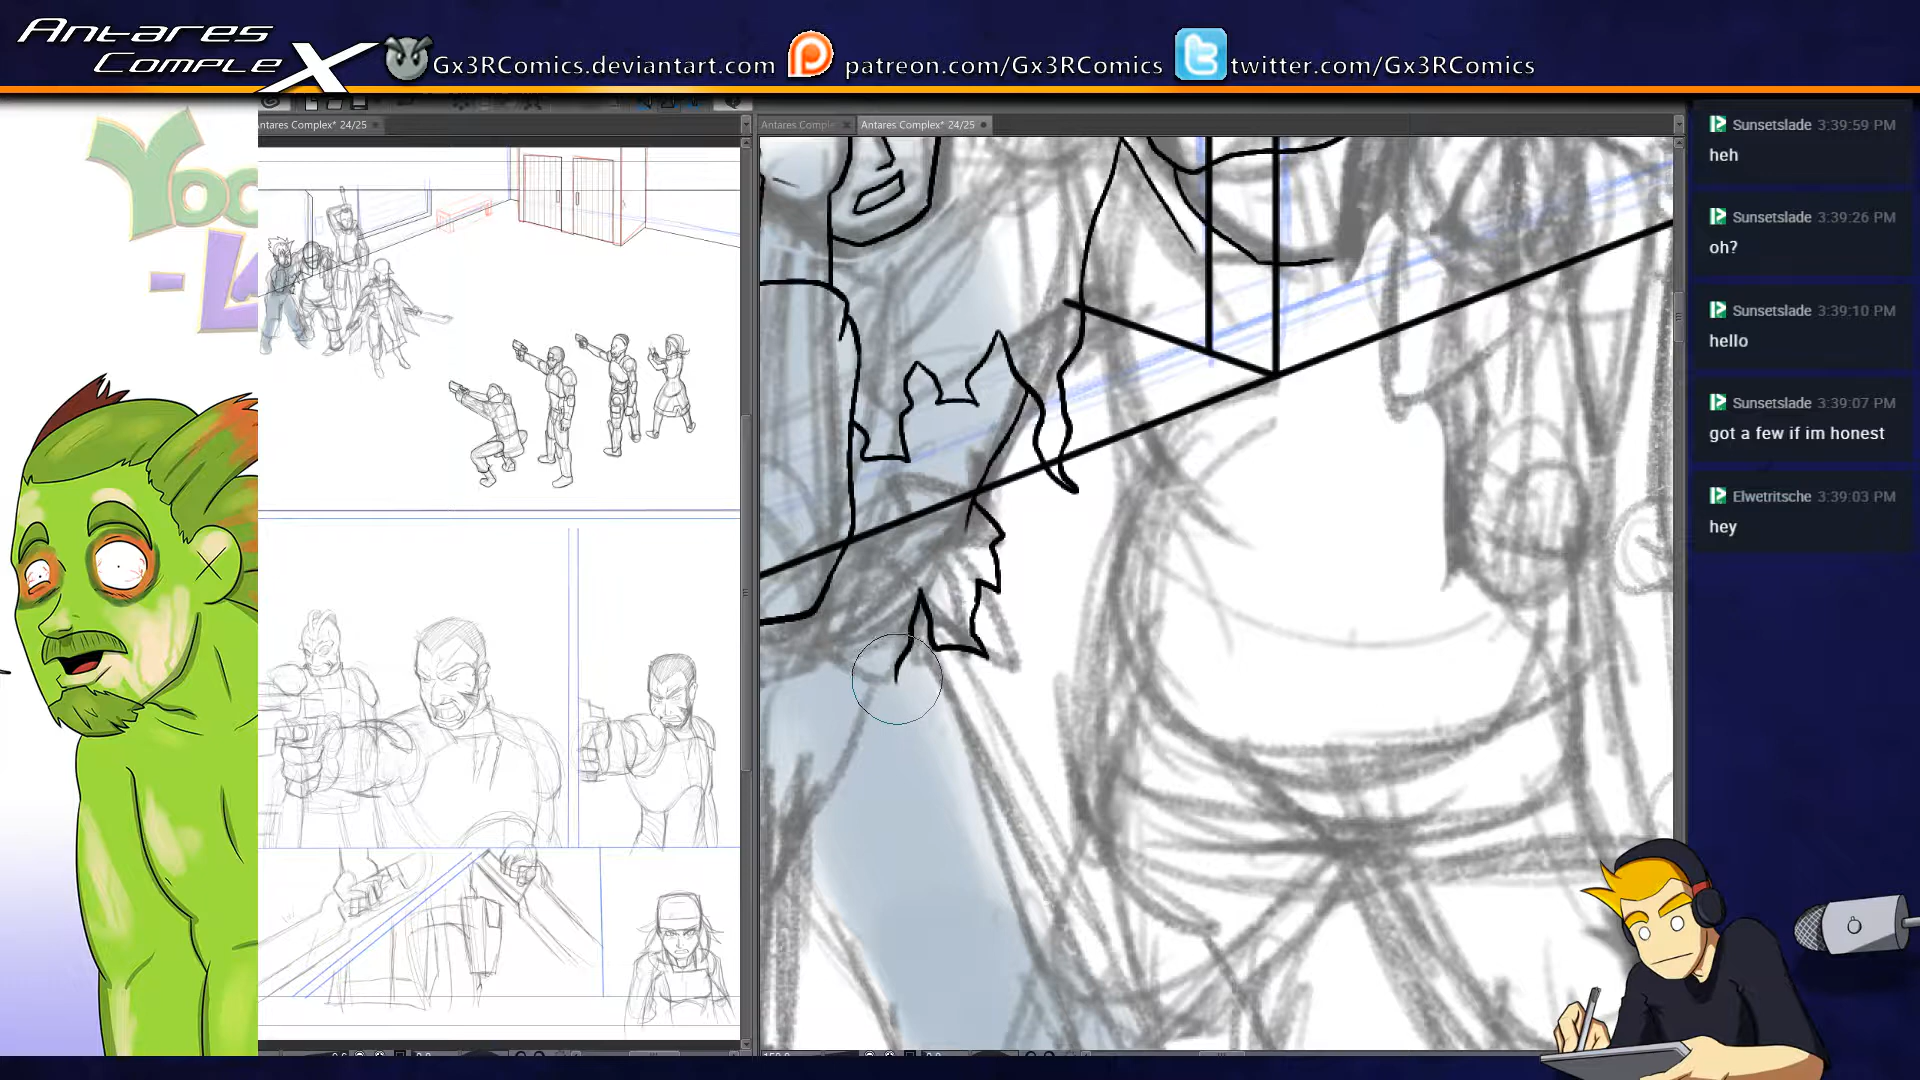 Antares
Complex
Gx3RComics.deviantart.com
patreon.com/Gx3RComics
twitter.com/Gx3RComics
Yoo
-L
ntares Complex* 24/25
Antares Comple
Antares Complex* 24/25
Sunsetslade 3:39:59 PM
heh
Sunsetslade 3:39:26 PM
oh?
Sunsetslade 3:39:10 PM
hello
Sunsetslade 3:39:07 PM
got a few if im honest
Elwetritsche 3:39:03 PM
hey